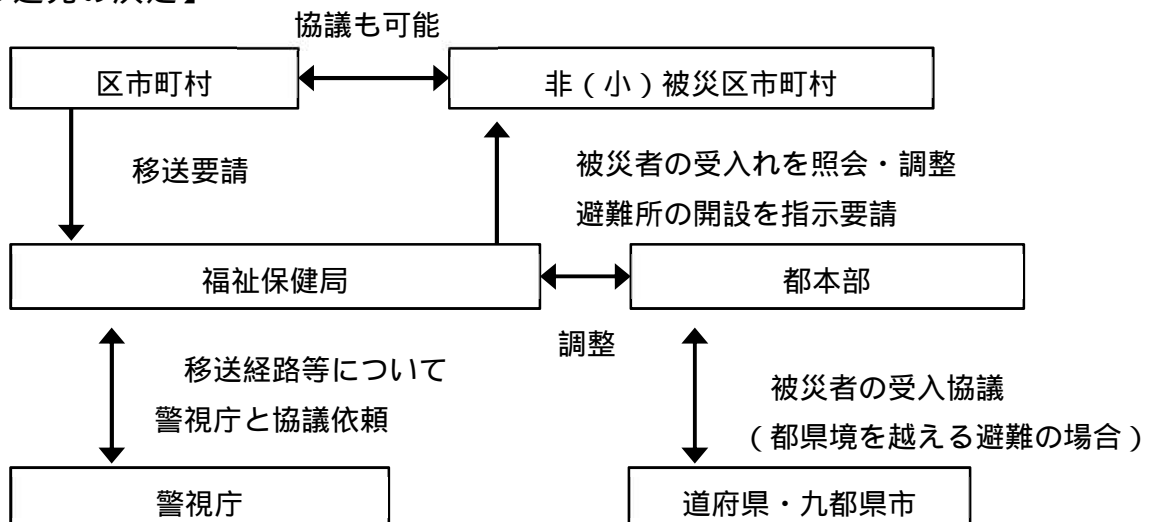 協議も可能
区市町村
非（小）被災区市町村
移送要請
被災者の受入れを照会・調整
避難所の開設を指示要請
福祉保健局
都本部
調整
移送経路等について
警視庁と協議依頼
被災者の受入協議
（都県境を越える避難の場合）
警視庁
道府県・九都県市